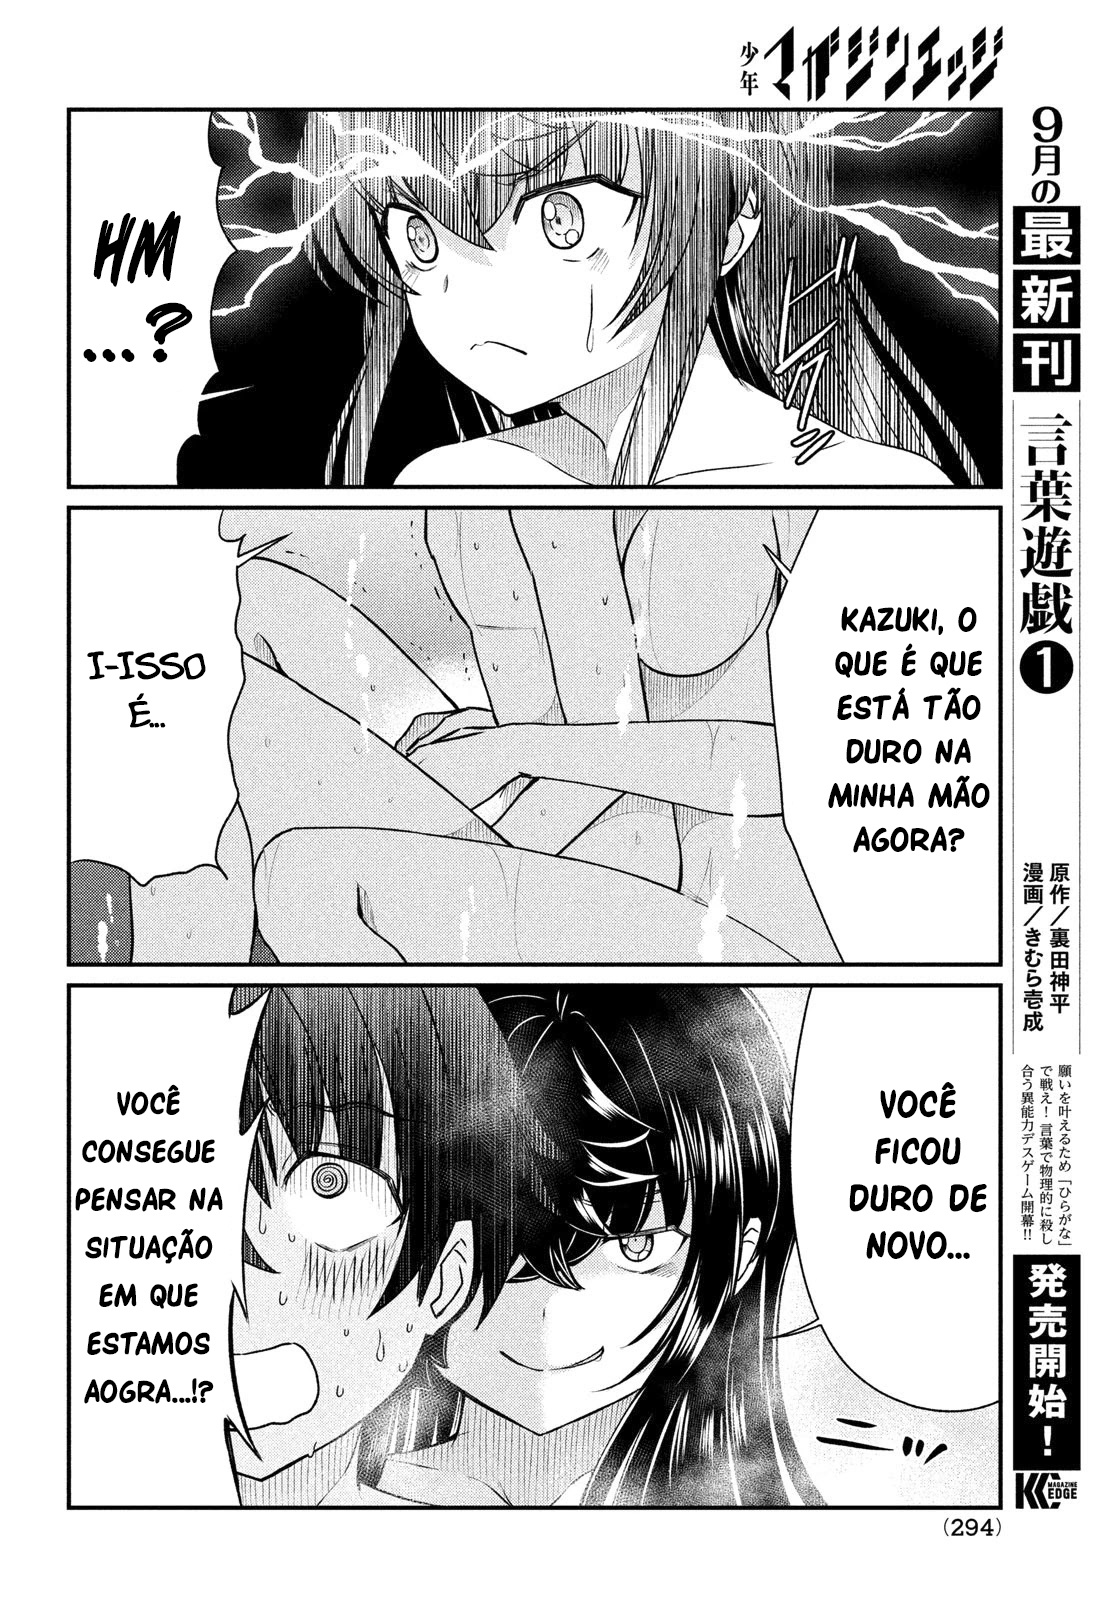 少年マガジンエッジ
HM
...?
KAZUKI, O
QUE É QUE
ESTÁ TÃO
DURO NA
MINHA MÃO
AGORA?
I-ISSO
É...
VOCÊ
FICOU
DURO DE
NOVO...
ニッ
VOCÊ
CONSEGUE
PENSAR NA
SITUAÇÃO
EM QUE
ESTAMOS
AOGRA...!?
9月の最新刊
言葉遊戯 1
原作／裏田神平
漫画／きむら壱成
願いを叶えるため「ひらがな」
で戦え！言葉で物理的に殺し
合う異能力デスゲーム開幕!!
発売開始！
KC MAGAZINE
EDGE
(294)